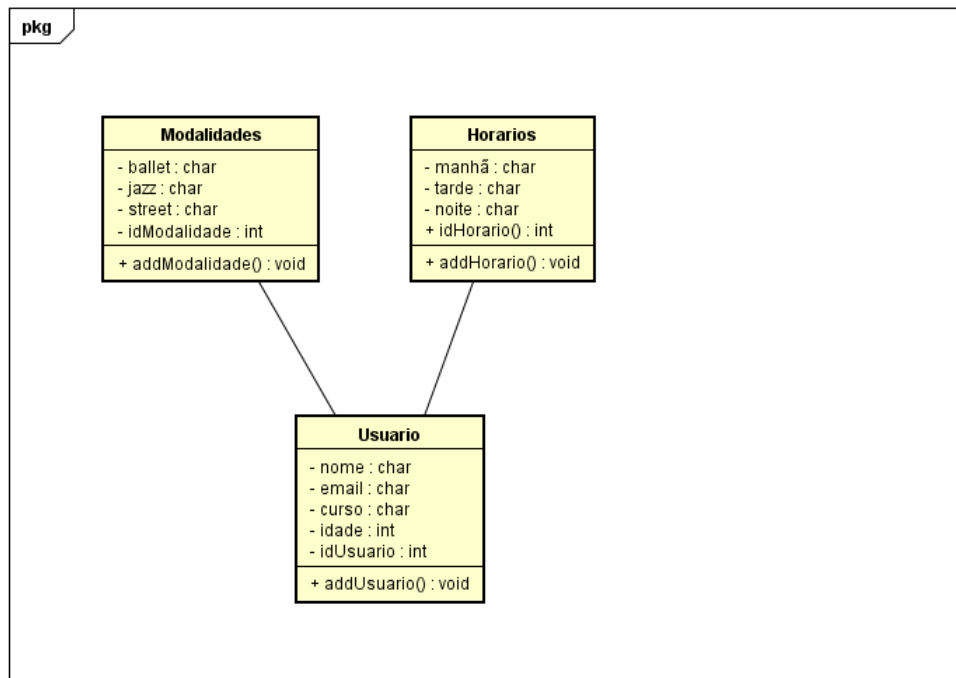 pkg
Modalidades
- ballet : char
- jazz : char
- street : char
- idModalidade : int
+ addModalidade() : void
Horarios
- manhã : char
- tarde : char
- noite : char
+ idHorario() : int
+ addHorario() : void
Usuario
- nome : char
- email : char
- curso : char
- idade : int
- idUsuario : int
+ addUsuario() : void